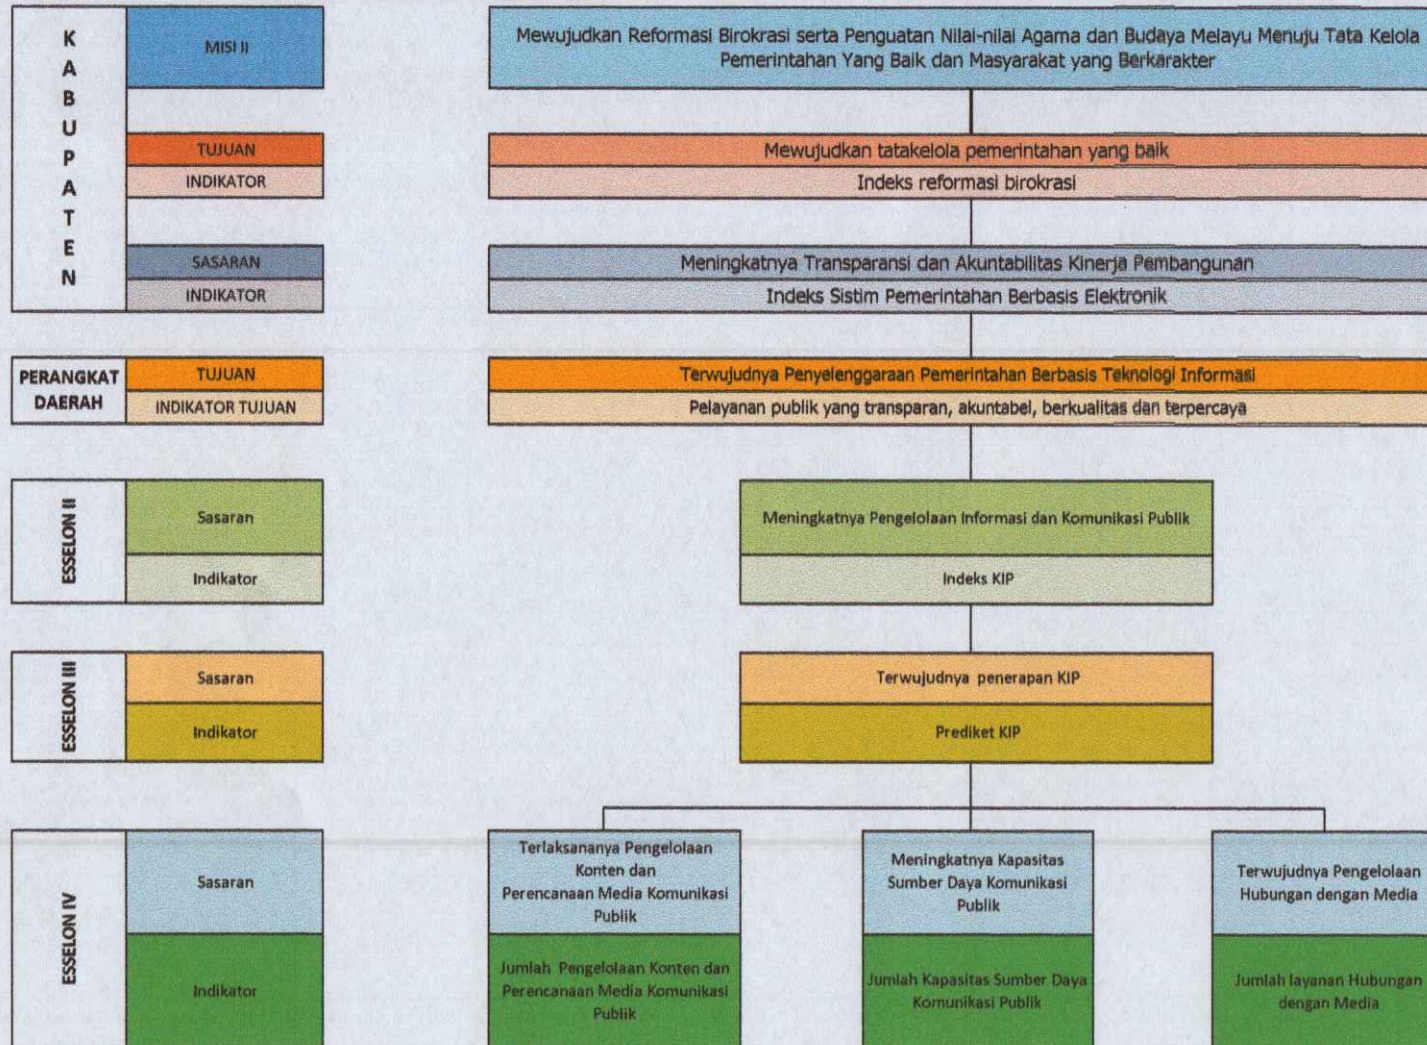 KABUPATEN
MISI II
Mewujudkan Reformasi Birokrasi serta Penguatan Nilai-nilai Agama dan Budaya Melayu Menuju Tata Kelola
Pemerintahan Yang Baik dan Masyarakat yang Berkarakter
TUJUAN
Mewujudkan tatakelola pemerintahan yang baik
INDIKATOR
Indeks reformasi birokrasi
SASARAN
Meningkatnya Transparansi dan Akuntabilitas Kinerja Pembangunan
INDIKATOR
Indeks Sistim Pemerintahan Berbasis Elektronik
PERANGKAT
DAERAH
TUJUAN
Terwujudnya Penyelenggaraan Pemerintahan Berbasis Teknologi Informasi
INDIKATOR TUJUAN
Pelayanan publik yang transparan, akuntabel, berkualitas dan terpercaya
ESSELON II
Sasaran
Meningkatnya Pengelolaan Informasi dan Komunikasi Publik
Indikator
Indeks KIP
ESSELON III
Sasaran
Terwujudnya penerapan KIP
Indikator
Prediket KIP
ESSELON IV
Sasaran
Terlaksananya Pengelolaan
Konten dan
Perencanaan Media Komunikasi
Publik
Meningkatnya Kapasitas
Sumber Daya Komunikasi
Publik
Terwujudnya Pengelolaan
Hubungan dengan Media
Indikator
Jumlah Pengelolaan Konten dan
Perencanaan Media Komunikasi
Publik
Jumlah Kapasitas Sumber Daya
Komunikasi Publik
Jumlah layanan Hubungan
dengan Media